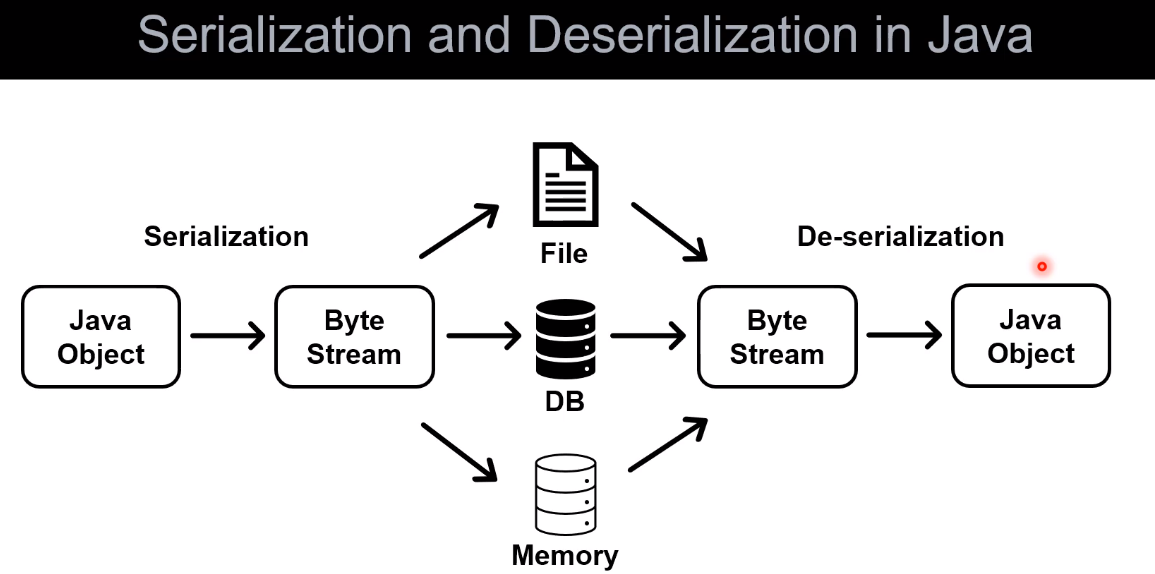 Serialization and Deserialization in Java
Serialization
De-serialization
File
Java
Object
Byte
Stream
DB
Byte
Stream
Java
Object
Memory